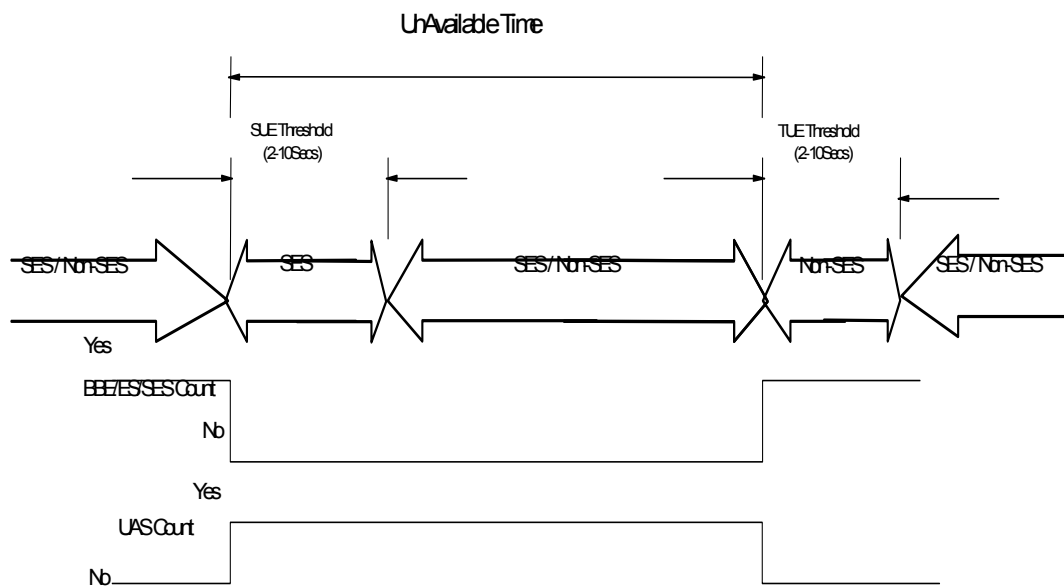 UnAvailable Time
SUE Threshold
(2-10Secs)
TUE Threshold
(2-10Secs)
SES / Non-SES
SES
SES / Non-SES
Non-SES
SES / Non-SES
Yes
BBE/ES/SES Count
No
Yes
UAS Count
No